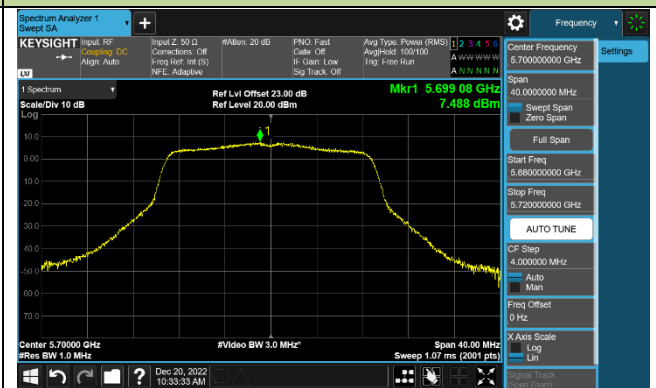 Spectrum Analyzer 1
Swept SA
+
Frequency
KEYSIGHT
Input: RF
Coupling: DC
Align: Auto
Input Z: 50 Ω
Corrections: Off
Freq Ref: Int (S)
NFE: Adaptive
#Atten: 20 dB
PNO: Fast
Gate: Off
IF Gain: Low
Sig Track: Off
Avg Type: Power (RMS)
Avg|Hold: 100/100
Trig: Free Run
1 2 3 4 5 6
A W W W W W
A N N N N N
LXI
1 Spectrum
Scale/Div 10 dB
Log
Ref Lvl Offset 23.00 dB
Ref Level 20.00 dBm
Mkr1 5.699 08 GHz
7.488 dBm
1
10.0
0.00
10.0
20.0
30.0
40.0
-50.0
60.0
70.0
Center 5.70000 GHz
#Res BW 1.0 MHz
#Video BW 3.0 MHz*
Span 40.00 MHz
Sweep 1.07 ms (2001 pts)
?
Dec 20, 2022
10:33:33 AM
Center Frequency
5.700000000 GHz
Span
40.0000000 MHz
Swept Span
Zero Span
Full Span
Start Freq
5.680000000 GHz
Stop Freq
5.720000000 GHz
AUTO TUNE
CF Step
4.000000 MHz
Auto
Man
Freq Offset
0 Hz
X Axis Scale
Log
Lin
Signal Track
(Span Zoom)
Settings